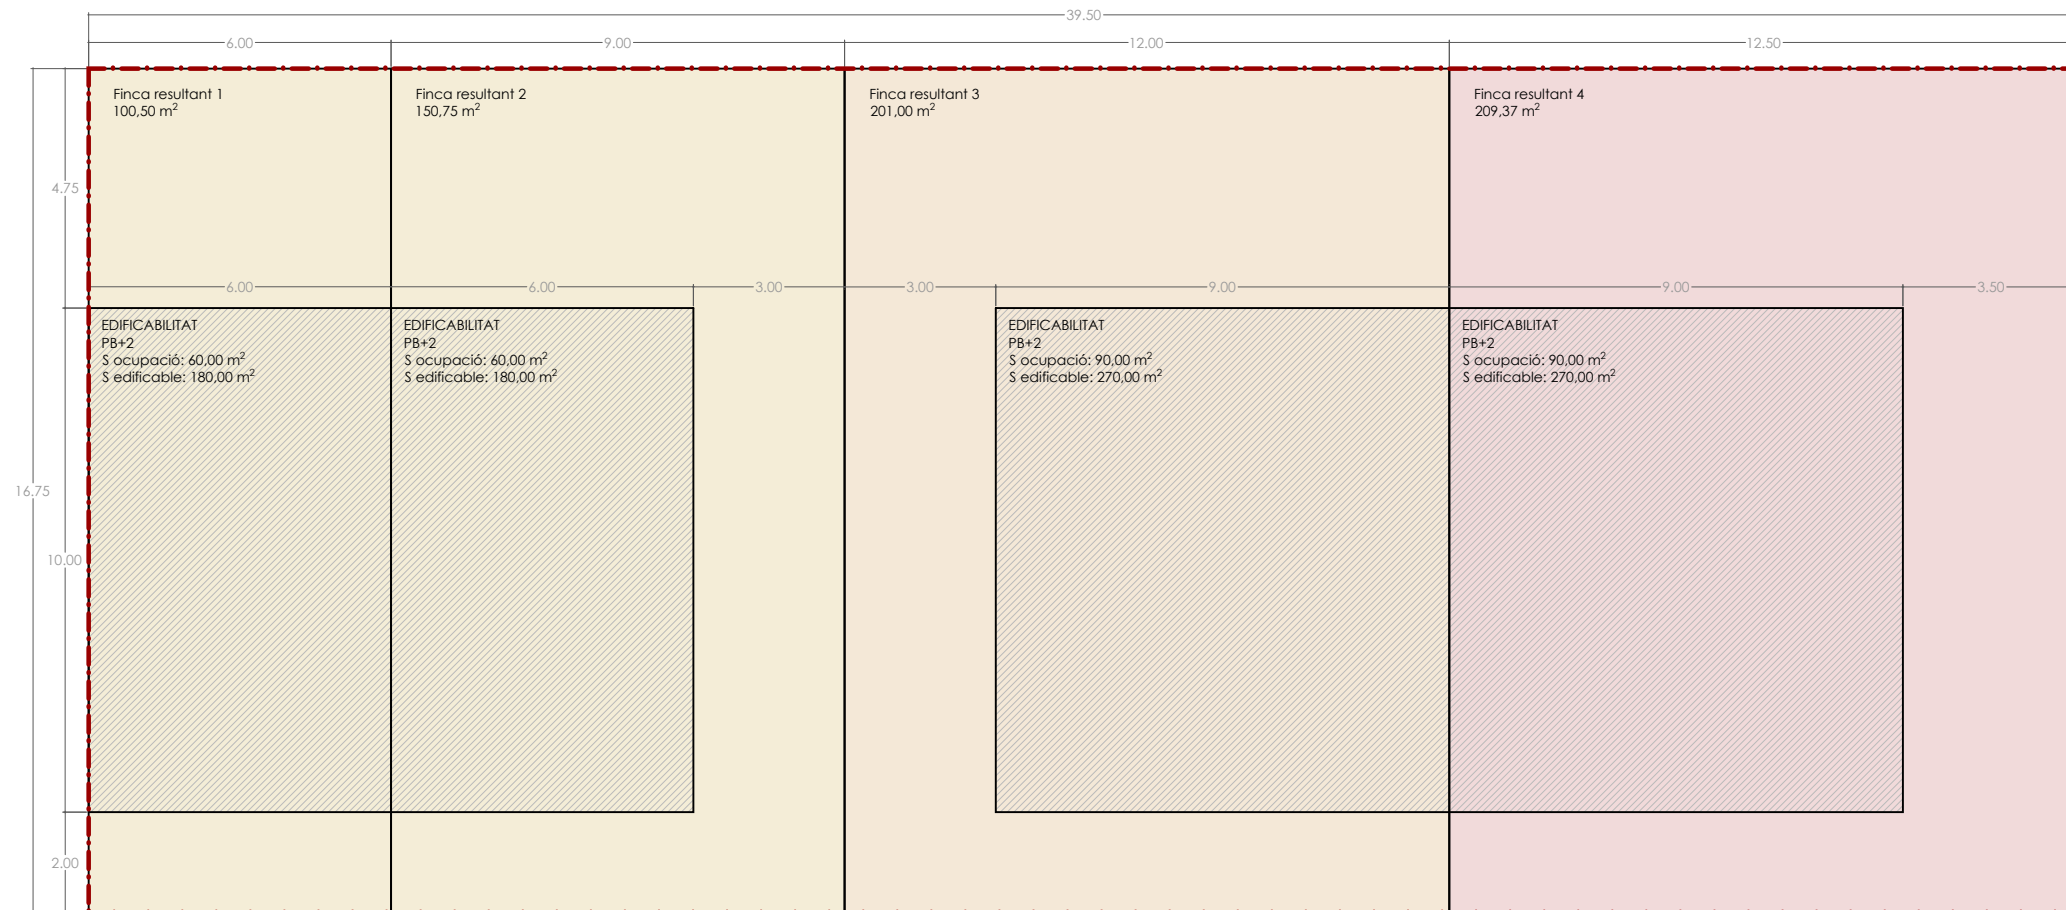 39.50
6.00 9.00 12.00 12.50
Finca resultant 1
100,50 m²
Finca resultant 2
150,75 m²
Finca resultant 3
201,00 m²
Finca resultant 4
209,37 m²
4.75
6.00 6.00 3.00 3.00 9.00 9.00 3.50
EDIFICABILITAT
PB+2
S ocupació: 60,00 m²
S edificable: 180,00 m²
EDIFICABILITAT
PB+2
S ocupació: 60,00 m²
S edificable: 180,00 m²
EDIFICABILITAT
PB+2
S ocupació: 90,00 m²
S edificable: 270,00 m²
EDIFICABILITAT
PB+2
S ocupació: 90,00 m²
S edificable: 270,00 m²
16.75
10.00
2.00